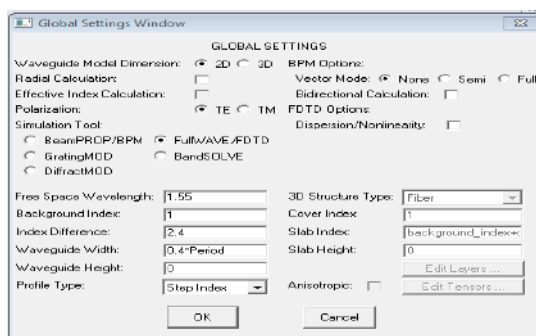 Global Settings Window
GLOBAL SETTINGS
Waveguide Model Dimension: 2D 3D BPM Options:
Radial Calculation: Vector Mode: None Semi Full
Effective Index Calculation: Bidirectional Calculation:
Polarization: TE TM FDTD Options:
Simulation Tool: Dispersion/Nonlinearity:
BeamPROP/BPM FullWAVE/FDTD
GratingMOD BandSOLVE
DiffractMOD
Free Space Wavelength: 1.55 3D Structure Type: Fiber
Background Index: 1 Cover Index 1
Index Difference: 2.4 Slab Index:
Waveguide Width: 0.4*Period Slab Height: 0
Waveguide Height: 0 Edit Layers ...
Profile Type: Step Index Anisotropic: Edit Tensors ...
OK Cancel